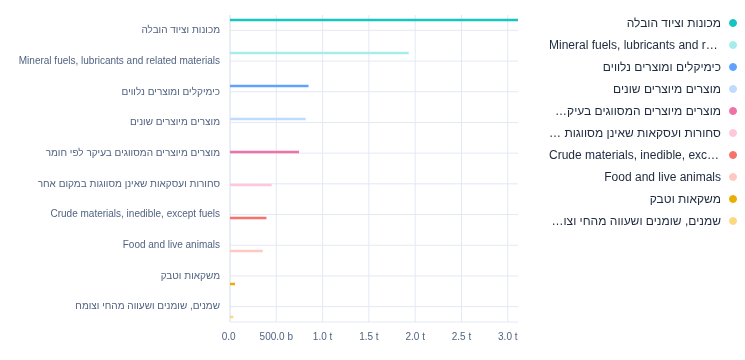 מכונות וציוד הובלה
Mineral fuels, lubricants and related materials
כימיקלים ומוצרים נלווים
מוצרים מיוצרים שונים
מוצרים מיוצרים המסווגים בעיקר לפי חומר
סחורות ועסקאות שאינן מסווגות במקום אחר
Crude materials, inedible, except fuels
Food and live animals
משקאות וטבק
שמנים, שומנים ושעווה מהחי וצומח
0.0 500.0 b 1.0 t 1.5 t 2.0 t 2.5 t 3.0 t
מכונות וציוד הובלה
Mineral fuels, lubricants and r...
כימיקלים ומוצרים נלווים
מוצרים מיוצרים שונים
מוצרים מיוצרים המסווגים בעיק...
סחורות ועסקאות שאינן מסווגות ...
Crude materials, inedible, exc...
Food and live animals
משקאות וטבק
שמנים, שומנים ושעווה מהחי וצו...